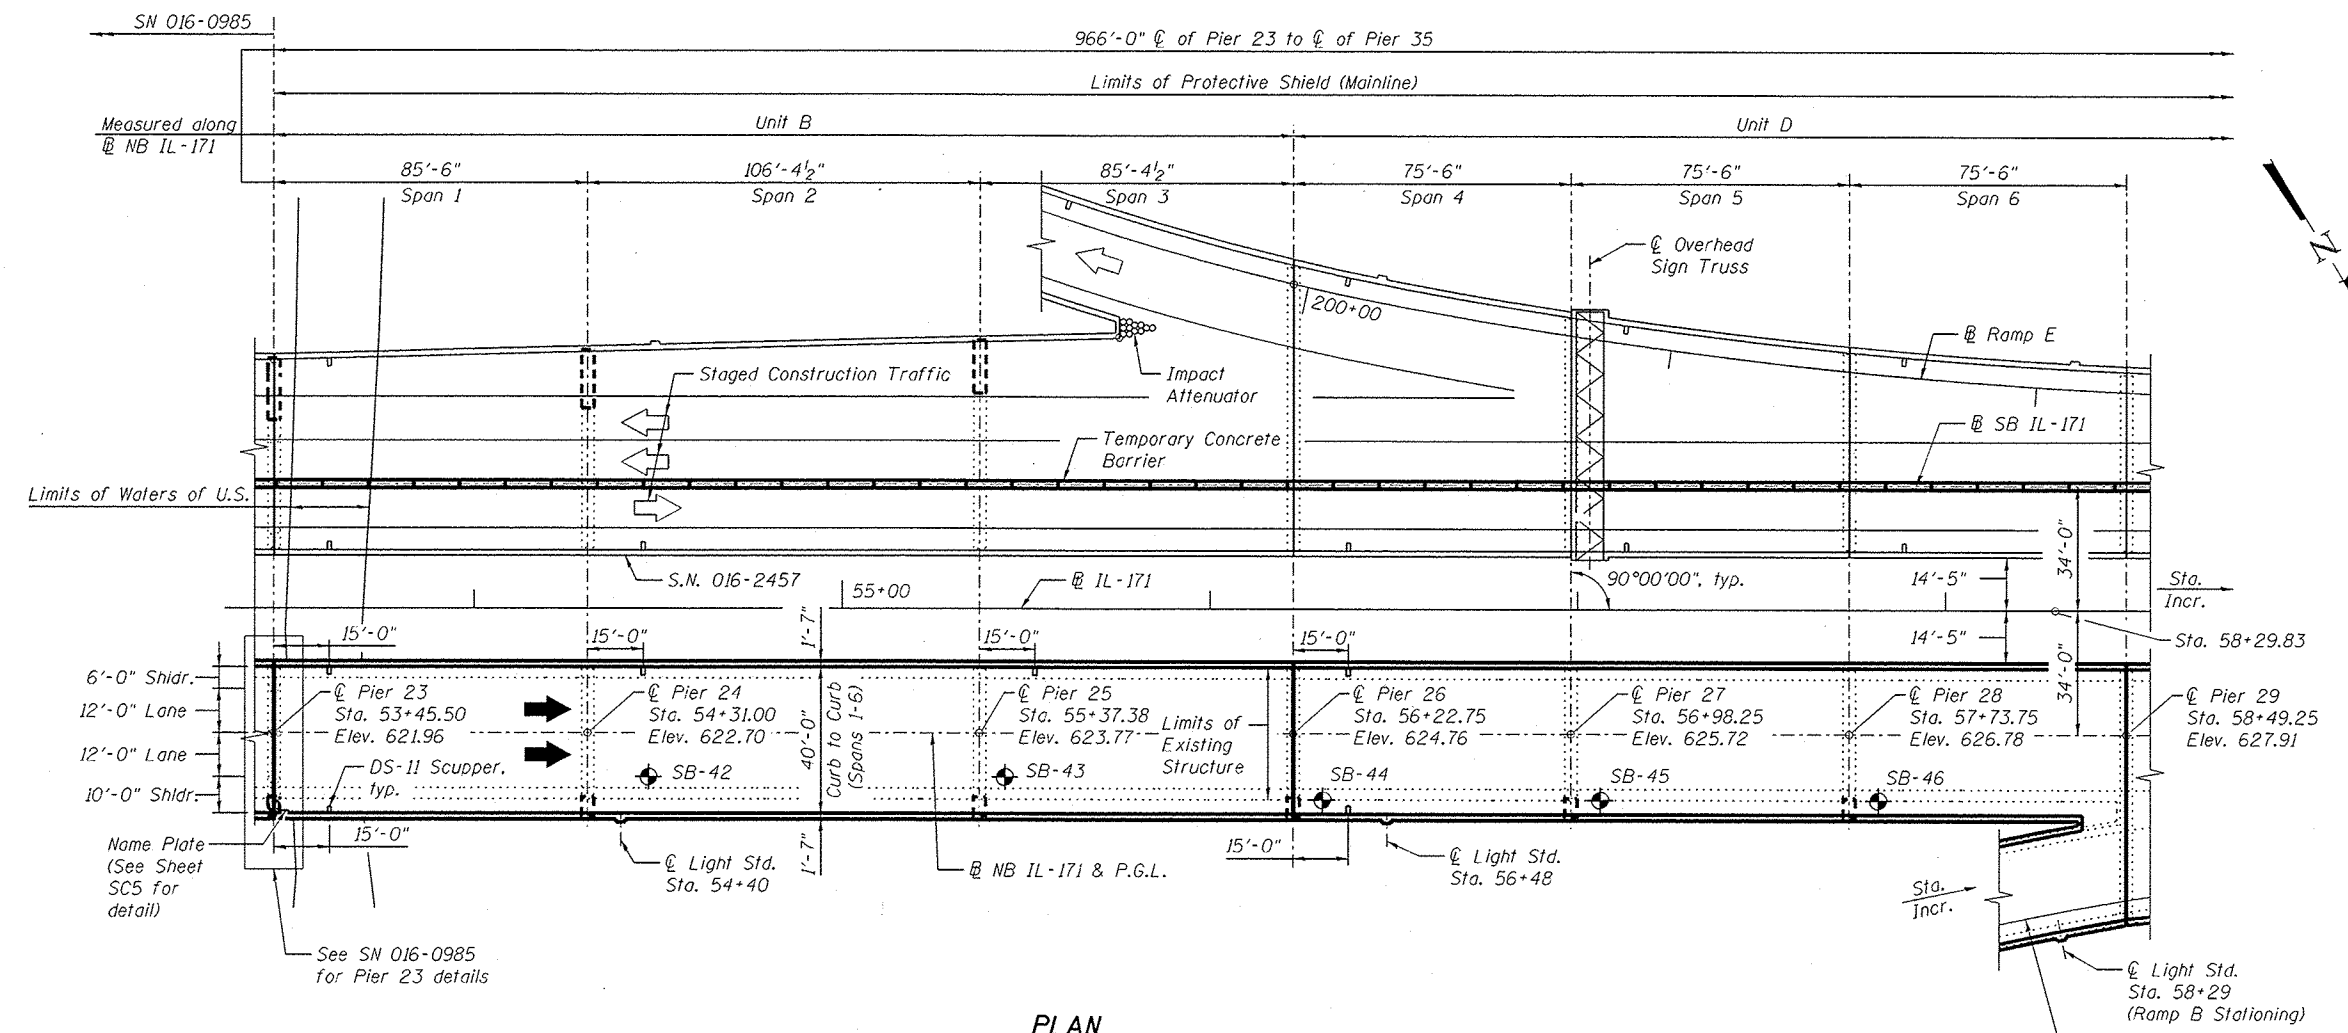 SN 016-0985
966'-0" ℄ of Pier 23 to ℄ of Pier 35
Limits of Protective Shield (Mainline)
Measured along
℄ NB IL-171
Unit B
Unit D
85'-6"
Span 1
106'-4½"
Span 2
85'-4½"
Span 3
75'-6"
Span 4
75'-6"
Span 5
75'-6"
Span 6
N
℄ Overhead
Sign Truss
200+00
℄ Ramp E
Impact
Attenuator
Staged Construction Traffic
Temporary Concrete
Barrier
℄ SB IL-171
Limits of Waters of U.S.
S.N. 016-2457
55+00
℄ IL-171
90°00'00", typ.
14'-5"
34'-0"
Sta.
Incr.
14'-5"
34'-0"
Sta. 58+29.83
15'-0"
15'-0"
1'-7"
15'-0"
15'-0"
6'-0" Shldr.
12'-0" Lane
12'-0" Lane
10'-0" Shldr.
℄ Pier 23
Sta. 53+45.50
Elev. 621.96
℄ Pier 24
Sta. 54+31.00
Elev. 622.70
40'-0"
Curb to Curb
(Spans 1-6)
℄ Pier 25
Sta. 55+37.38
Elev. 623.77
Limits of
Existing
Structure
℄ Pier 26
Sta. 56+22.75
Elev. 624.76
℄ Pier 27
Sta. 56+98.25
Elev. 625.72
℄ Pier 28
Sta. 57+73.75
Elev. 626.78
℄ Pier 29
Sta. 58+49.25
Elev. 627.91
DS-11 Scupper,
typ.
SB-42
SB-43
SB-44
SB-45
SB-46
Name Plate
(See Sheet
SC5 for
detail)
15'-0"
℄ Light Std.
Sta. 54+40
1'-7"
℄ NB IL-171 & P.G.L.
15'-0"
℄ Light Std.
Sta. 56+48
Sta.
Incr.
See SN 016-0985
for Pier 23 details
℄ Light Std.
Sta. 58+29
(Ramp B Stationing)
PLAN